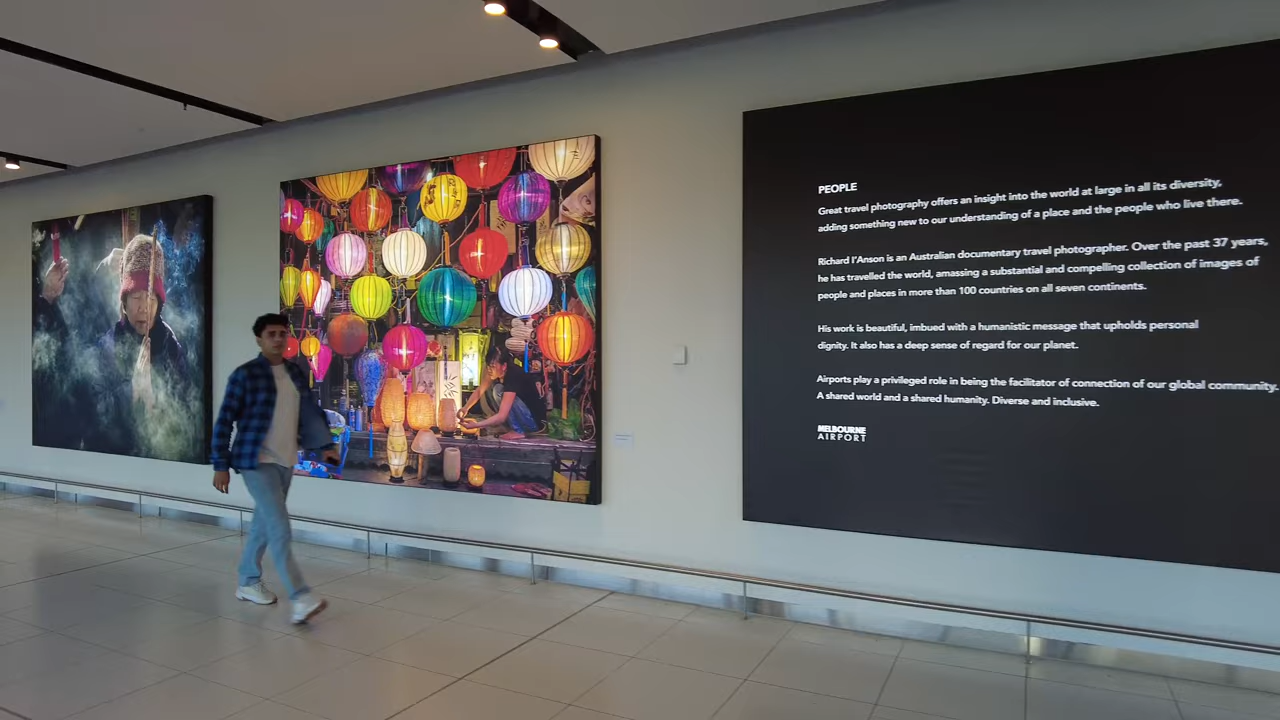 PEOPLE
Great travel photography offers an insight into the world at large in all its diversity,
adding something new to our understanding of a place and the people who live there.
Richard I'Anson is an Australian documentary travel photographer. Over the past 37 years,
he has travelled the world, amassing a substantial and compelling collection of images of
people and places in more than 100 countries on all seven continents.
His work is beautiful, imbued with a humanistic message that upholds personal
dignity. It also has a deep sense of regard for our planet.
Airports play a privileged role in being the facilitator of connection of our global community.
A shared world and a shared humanity. Diverse and inclusive.
MELBOURNE
AIRPORT